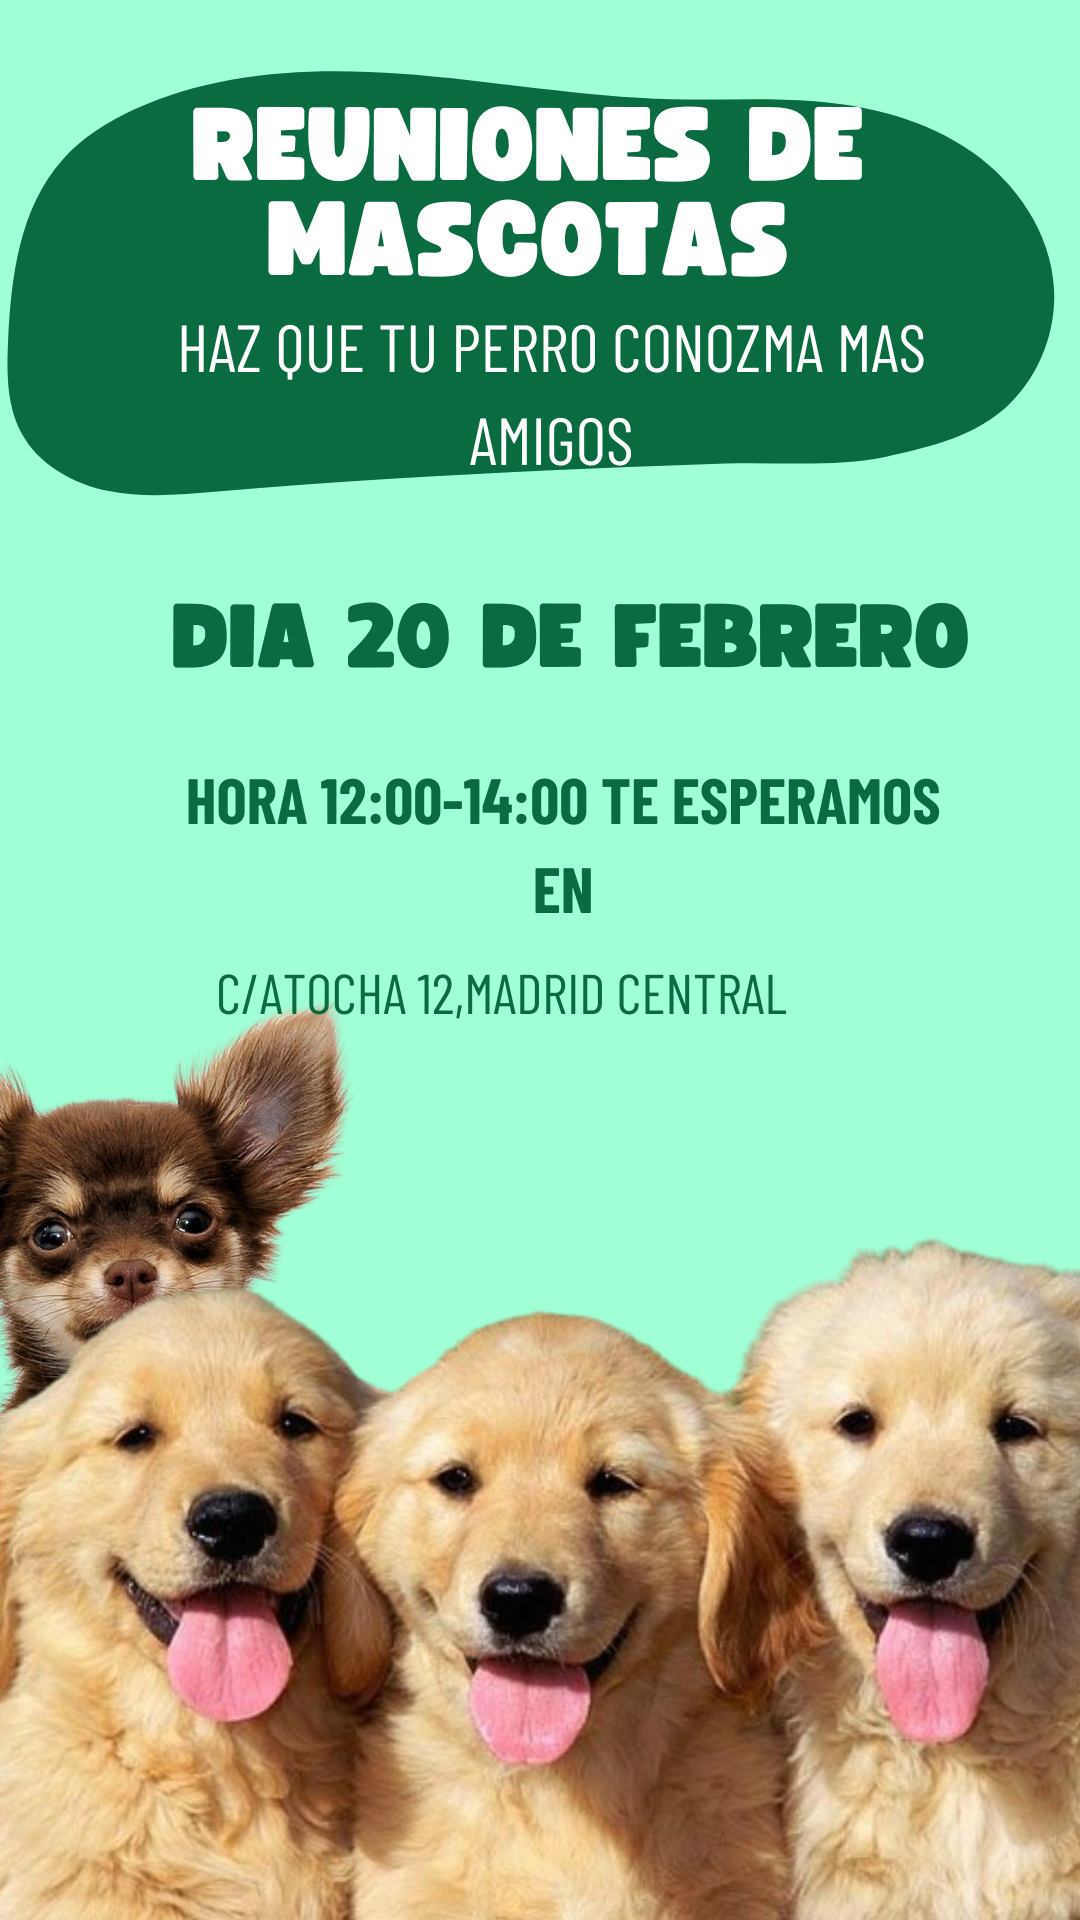 REUNIONES DE
MASCOTAS
HAZ QUE TU PERRO CONOZMA MAS
AMIGOS
DIA 20 DE FEBRERO
HORA 12:00-14:00 TE ESPERAMOS
EN
C/ATOCHA 12,MADRID CENTRAL